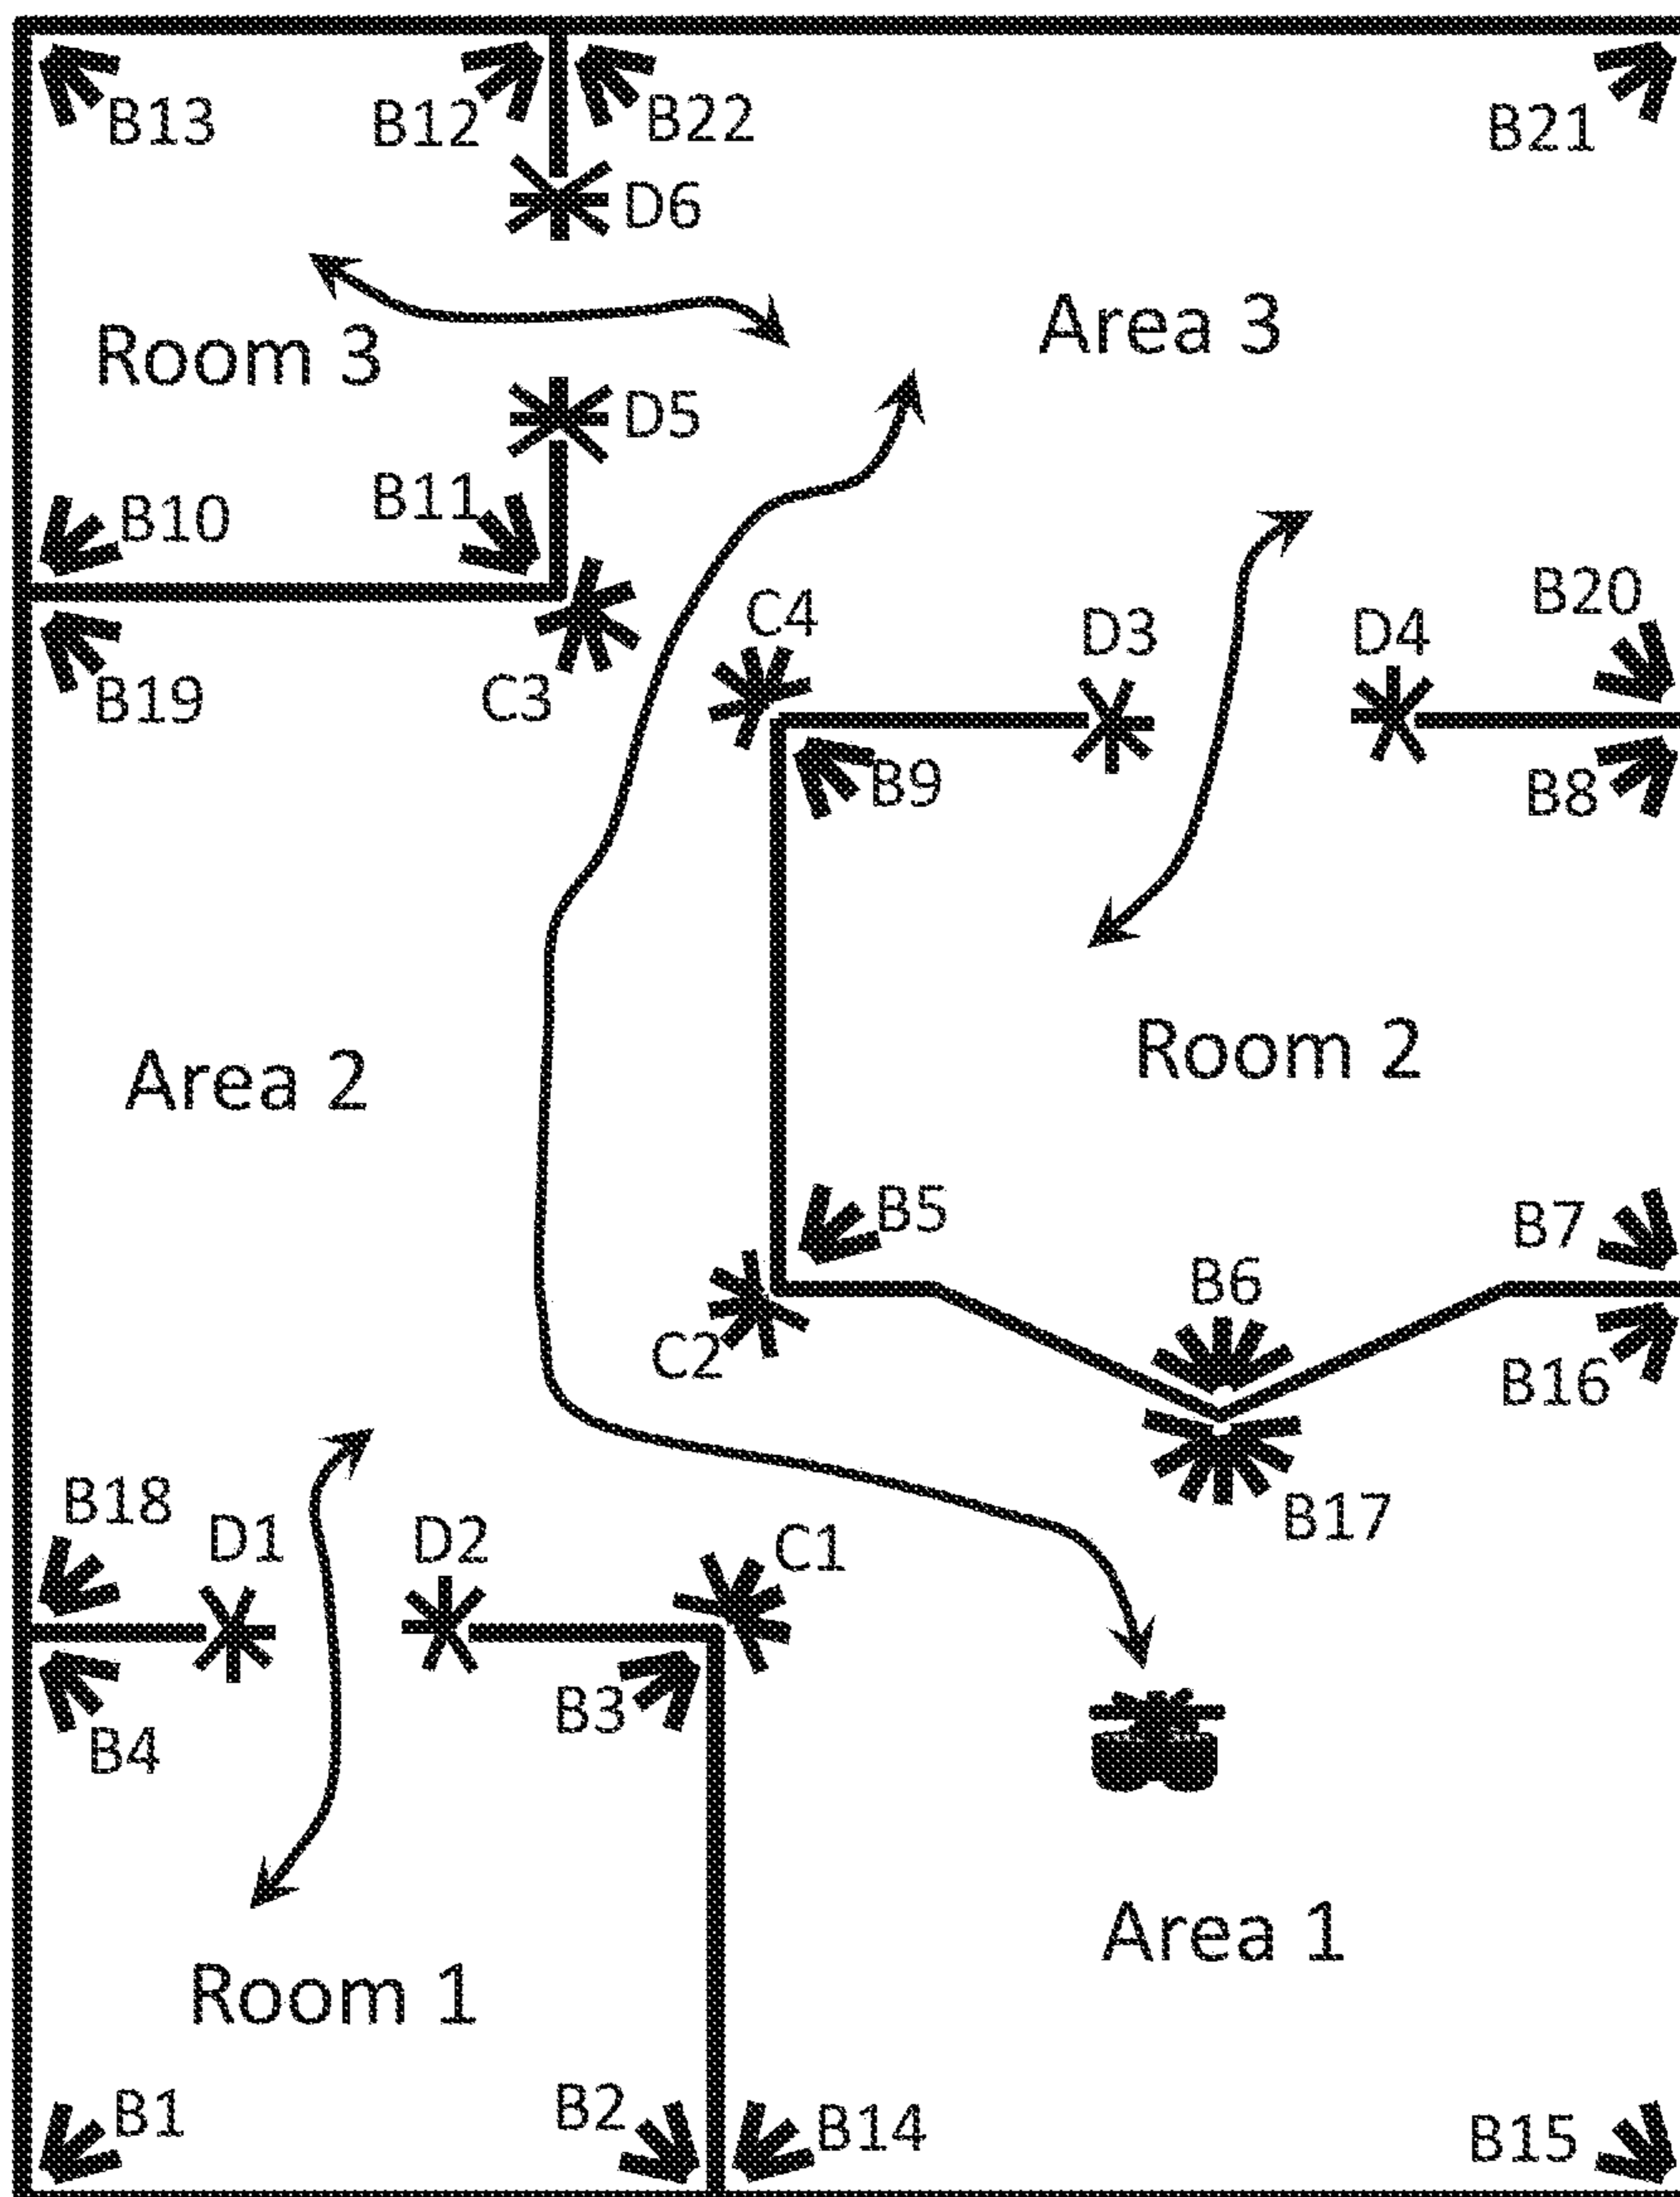 B13
B12
B22
B21
D6
Room 3
Area 3
D5
B11
B10
B20
C4
D3
D4
B19
C3
B9
B8
Area 2
Room 2
B5
B7
B6
C2
B16
B18
B17
D1
D2
C1
B3
B4
Area 1
Room 1
B1
B2
B14
B15